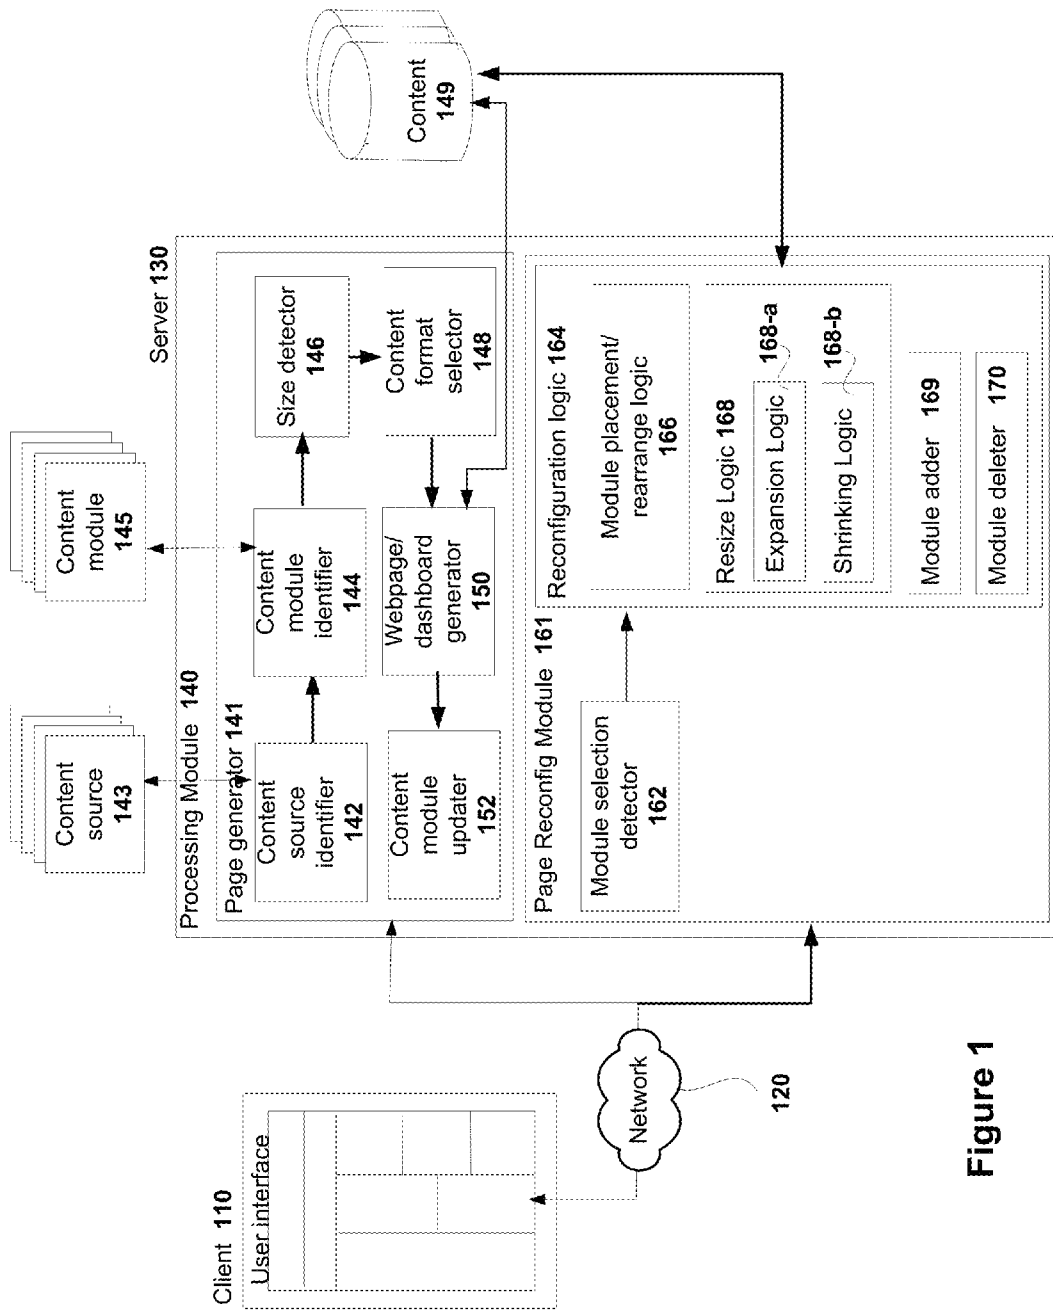 Client 110
User interface
Network
120
Content
source
143
Content
module
145
Server 130
Processing Module 140
Page generator 141
Content
source
identifier
142
Content
module
identifier
144
Size detector
146
Content
format
selector
148
Webpage/
dashboard
generator
150
Content
module
updater
152
Content
149
Page Reconfig Module 161
Module selection
detector
162
Reconfiguration logic 164
Module placement/
rearrange logic
166
Resize Logic 168
Expansion Logic
168-a
Shrinking Logic
168-b
Module adder 169
Module deleter 170
Figure 1